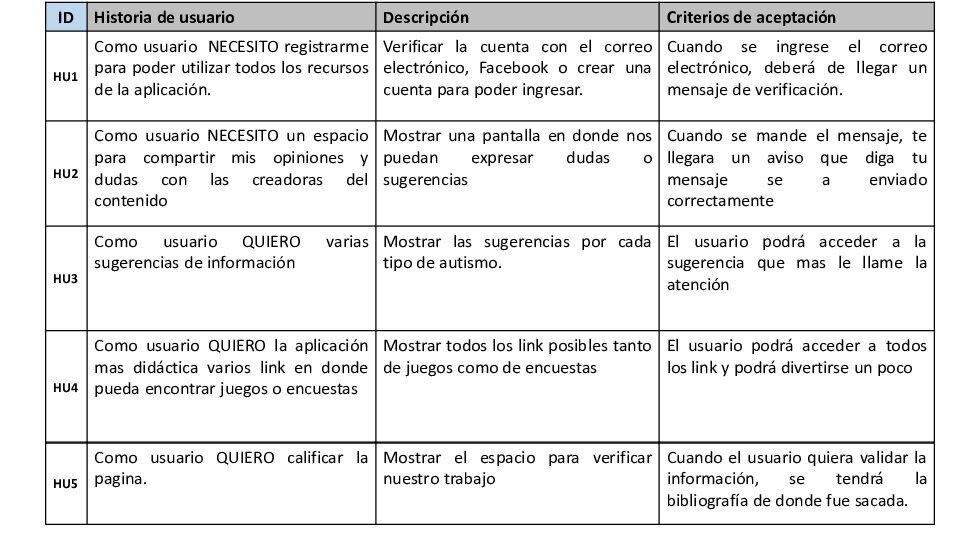 ID Historia de usuario Descripción Criterios de aceptación
HU1
Como usuario NECESITO registrarme
para poder utilizar todos los recursos
de la aplicación.
Verificar la cuenta con el correo
electrónico, Facebook o crear una
cuenta para poder ingresar.
Cuando se ingrese el correo
electrónico, deberá de llegar un
mensaje de verificación.
HU2
Como usuario NECESITO un espacio
para compartir mis opiniones y
dudas con las creadoras del
contenido
Mostrar una pantalla en donde nos
puedan expresar dudas o
sugerencias
Cuando se mande el mensaje, te
llegara un aviso que diga tu
mensaje se a enviado
correctamente
HU3
Como usuario QUIERO varias
sugerencias de información
Mostrar las sugerencias por cada
tipo de autismo.
El usuario podrá acceder a la
sugerencia que mas le llame la
atención
HU4
Como usuario QUIERO la aplicación
mas didáctica varios link en donde
pueda encontrar juegos o encuestas
Mostrar todos los link posibles tanto
de juegos como de encuestas
El usuario podrá acceder a todos
los link y podrá divertirse un poco
HU5
Como usuario QUIERO calificar la
pagina.
Mostrar el espacio para verificar
nuestro trabajo
Cuando el usuario quiera validar la
información, se tendrá la
bibliografía de donde fue sacada.